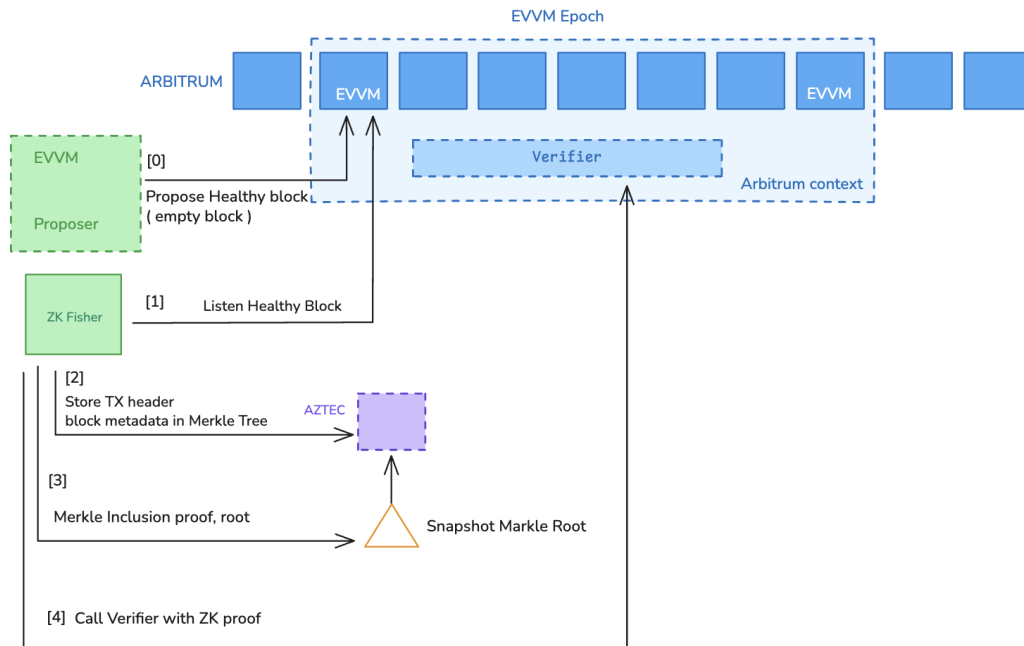 EVVM Epoch
ARBITRUM
EVVM
EVVM
Verifier
Arbitrum context
EVVM
Proposer
[0]
Propose Healthy block
( empty block )
ZK Fisher
[1]
Listen Healthy Block
[2]
Store TX header
block metadata in Merkle Tree
AZTEC
[3]
Merkle Inclusion proof, root
Snapshot Markle Root
[4] Call Verifier with ZK proof